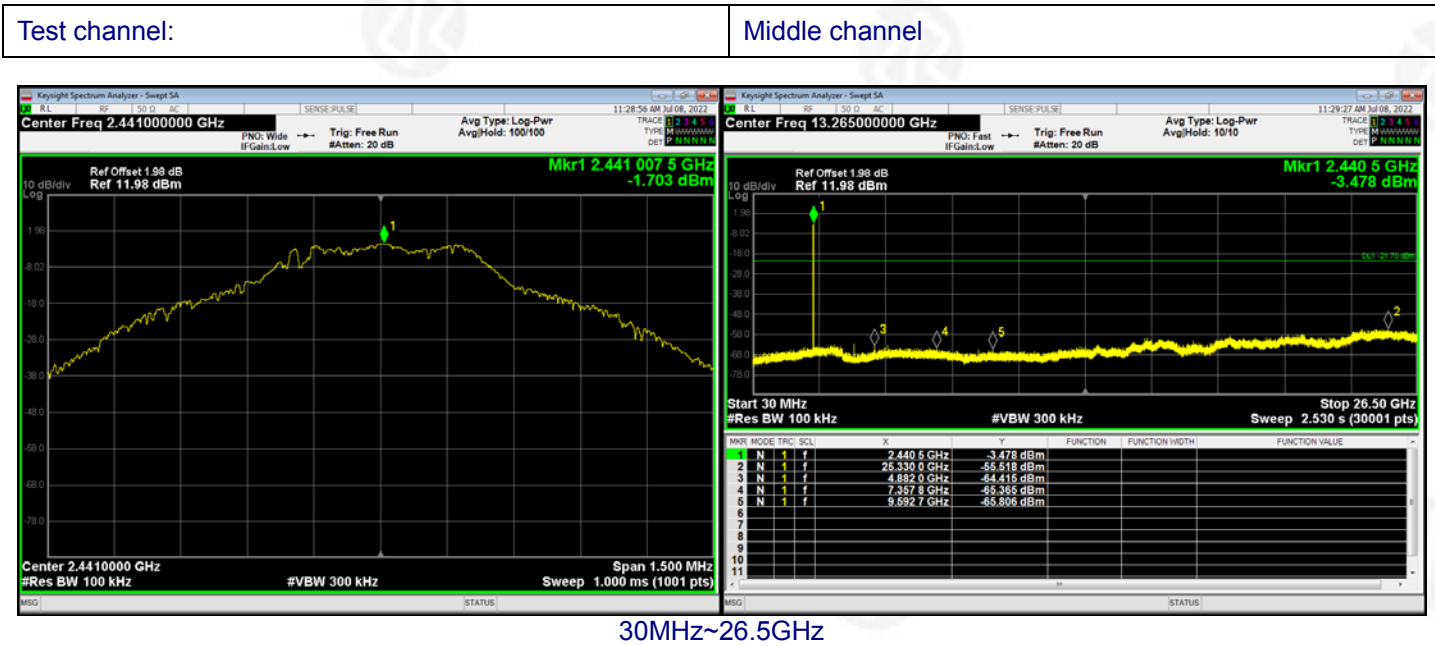 Test channel:
Middle channel
Keysight Spectrum Analyzer - Swept SA
RL RF 50 Ω AC SENSE:PULSE 11:28:56 AM Jul 08, 2022
Center Freq 2.441000000 GHz
PNO: Wide Trig: Free Run
IFGain:Low #Atten: 20 dB
Avg Type: Log-Pwr
Avg|Hold: 100/100
TRACE 1 2 3 4 5 6
TYPE M WWWWW
DET P N N N N N
Mkr1 2.441 007 5 GHz
-1.703 dBm
Ref Offset 1.98 dB
10 dB/div Ref 11.98 dBm
Log
1
1.98
-8.02
-18.0
-28.0
-38.0
-48.0
-58.0
-68.0
-78.0
Center 2.4410000 GHz Span 1.500 MHz
#Res BW 100 kHz #VBW 300 kHz Sweep 1.000 ms (1001 pts)
MSG STATUS
Keysight Spectrum Analyzer - Swept SA
RL RF 50 Ω AC SENSE:PULSE 11:29:27 AM Jul 08, 2022
Center Freq 13.265000000 GHz
PNO: Fast Trig: Free Run
IFGain:Low #Atten: 20 dB
Avg Type: Log-Pwr
Avg|Hold: 10/10
TRACE 1 2 3 4 5 6
TYPE M WWWWW
DET P N N N N N
Mkr1 2.440 5 GHz
-3.478 dBm
Ref Offset 1.98 dB
10 dB/div Ref 11.98 dBm
Log
1
1.98
-8.02
-18.0
DL1 -21.70 dBm
-28.0
-38.0
-48.0
2
-58.0
3 4 5
-68.0
-78.0
Start 30 MHz Stop 26.50 GHz
#Res BW 100 kHz #VBW 300 kHz Sweep 2.530 s (30001 pts)
MKR MODE TRC SCL X Y FUNCTION FUNCTION WIDTH FUNCTION VALUE
1 N 1 f 2.440 5 GHz -3.478 dBm
2 N 1 f 25.330 0 GHz -55.518 dBm
3 N 1 f 4.882 0 GHz -64.415 dBm
4 N 1 f 7.357 8 GHz -65.365 dBm
5 N 1 f 9.592 7 GHz -65.806 dBm
6
7
8
9
10
11
MSG STATUS
30MHz~26.5GHz